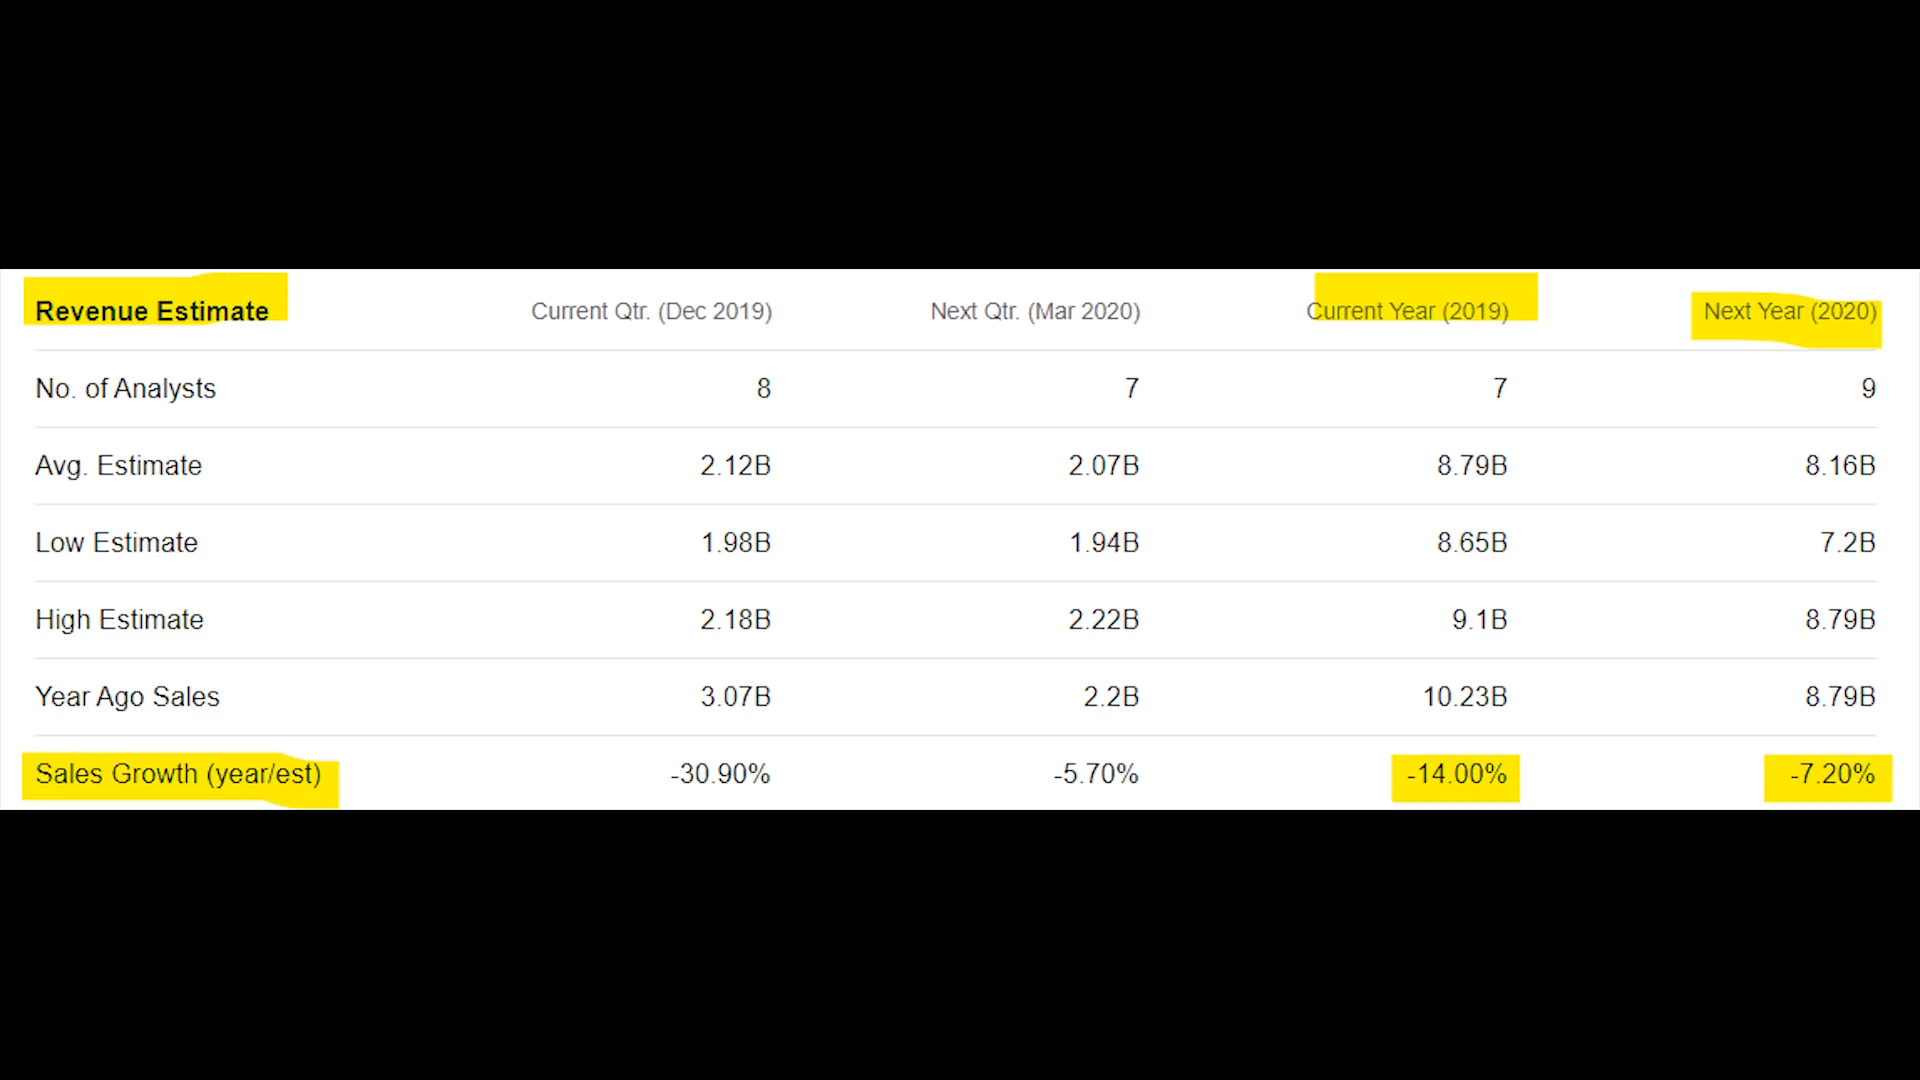 Revenue Estimate Current Qtr. (Dec 2019) Next Qtr. (Mar 2020) Current Year (2019) Next Year (2020)
No. of Analysts 8 7 7 9
Avg. Estimate 2.12B 2.07B 8.79B 8.16B
Low Estimate 1.98B 1.94B 8.65B 7.2B
High Estimate 2.18B 2.22B 9.1B 8.79B
Year Ago Sales 3.07B 2.2B 10.23B 8.79B
Sales Growth (year/est) -30.90% -5.70% -14.00% -7.20%